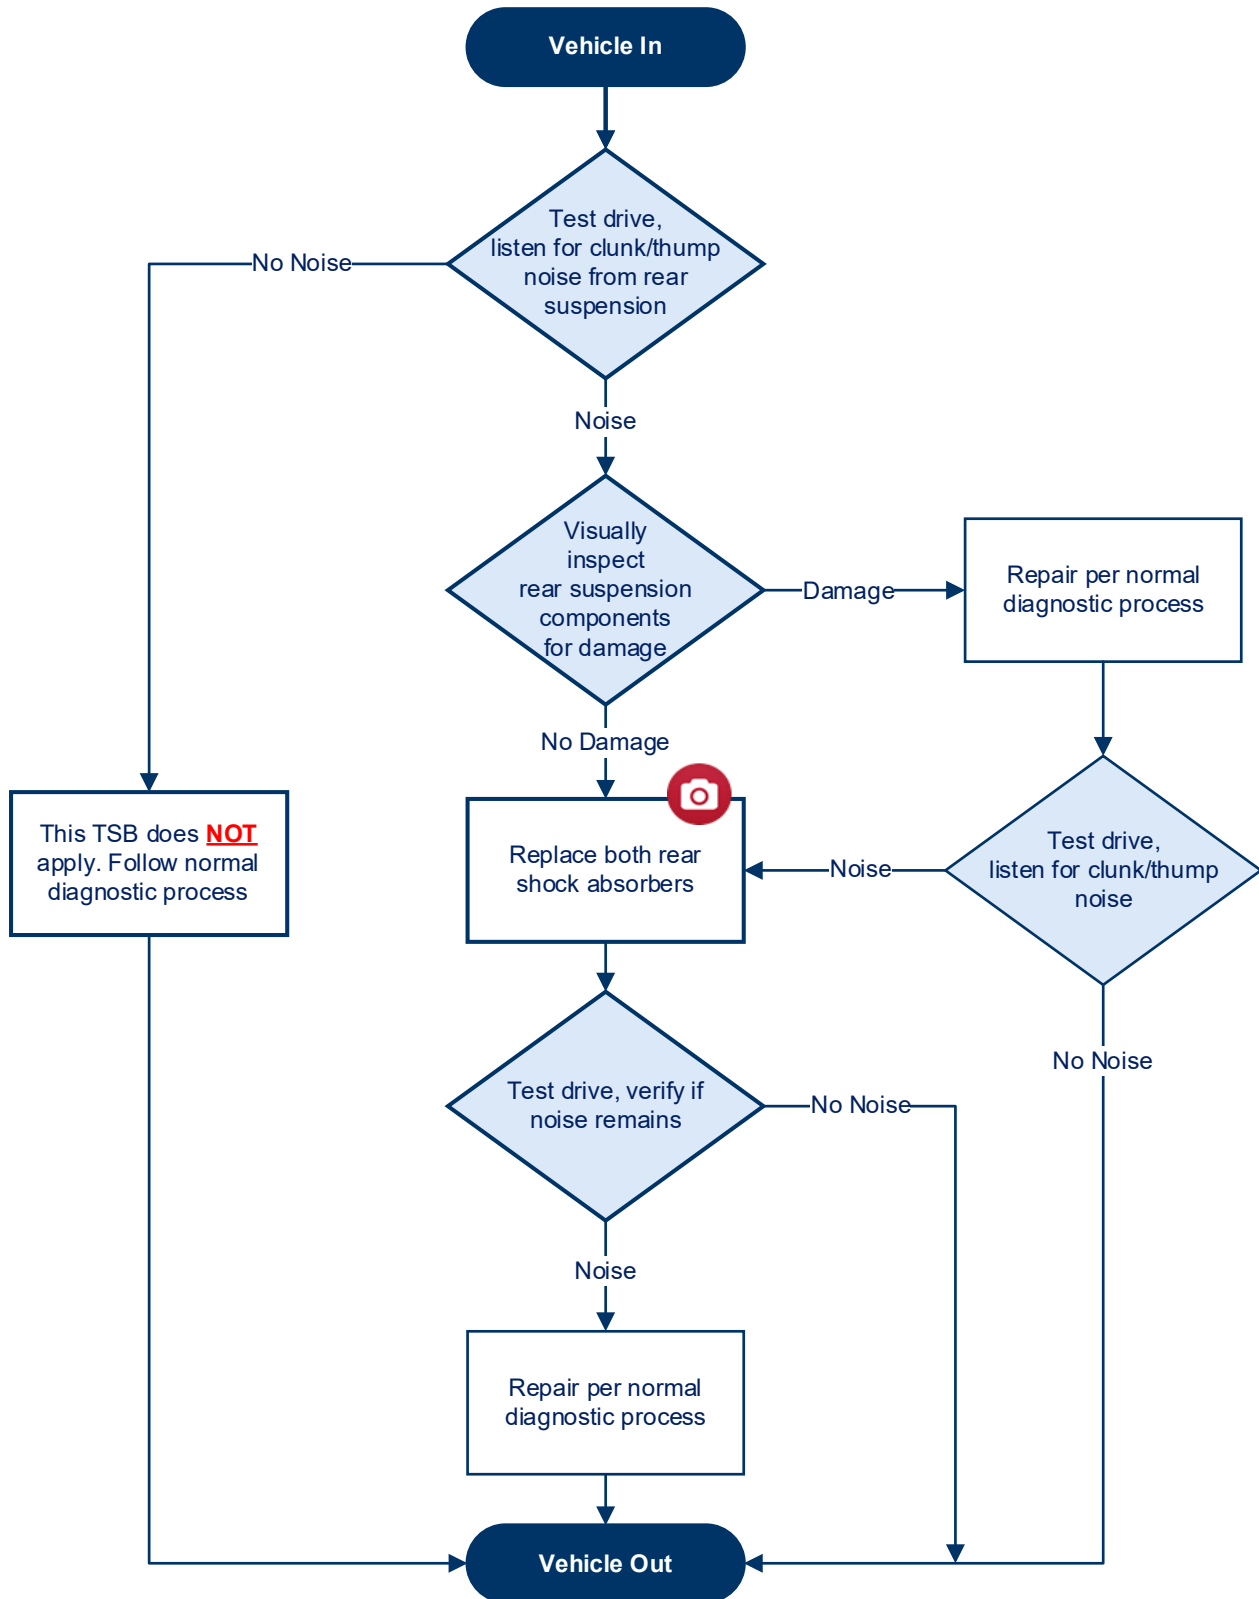 Vehicle In
Test drive,
listen for clunk/thump
noise from rear
suspension
No Noise
Noise
Visually
inspect
rear suspension
components
for damage
Damage
Repair per normal
diagnostic process
No Damage
This TSB does NOT
apply. Follow normal
diagnostic process
Replace both rear
shock absorbers
Noise
Test drive,
listen for clunk/thump
noise
No Noise
Test drive, verify if
noise remains
No Noise
Noise
Repair per normal
diagnostic process
Vehicle Out